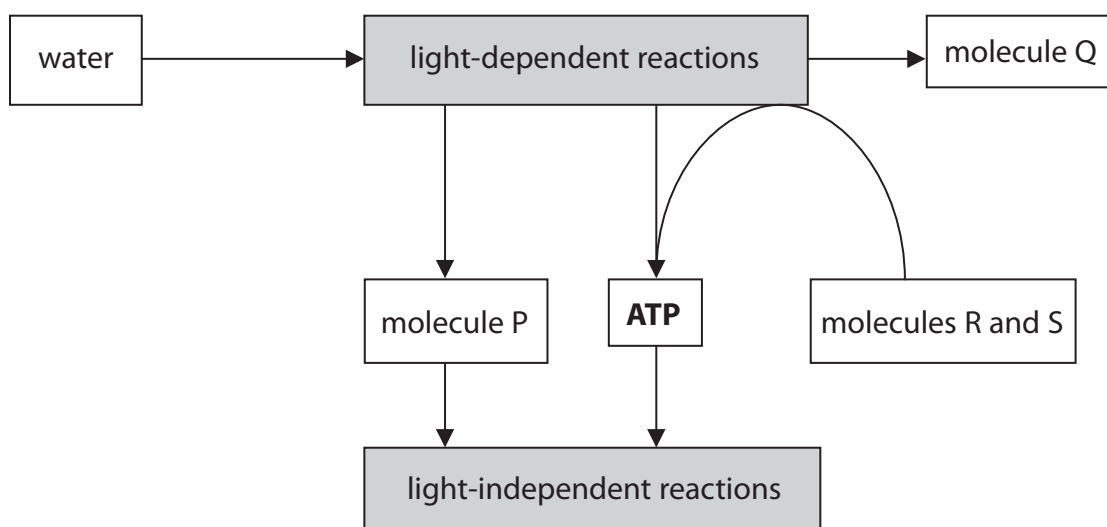 water
light-dependent reactions
molecule Q
molecule P
ATP
molecules R and S
light-independent reactions